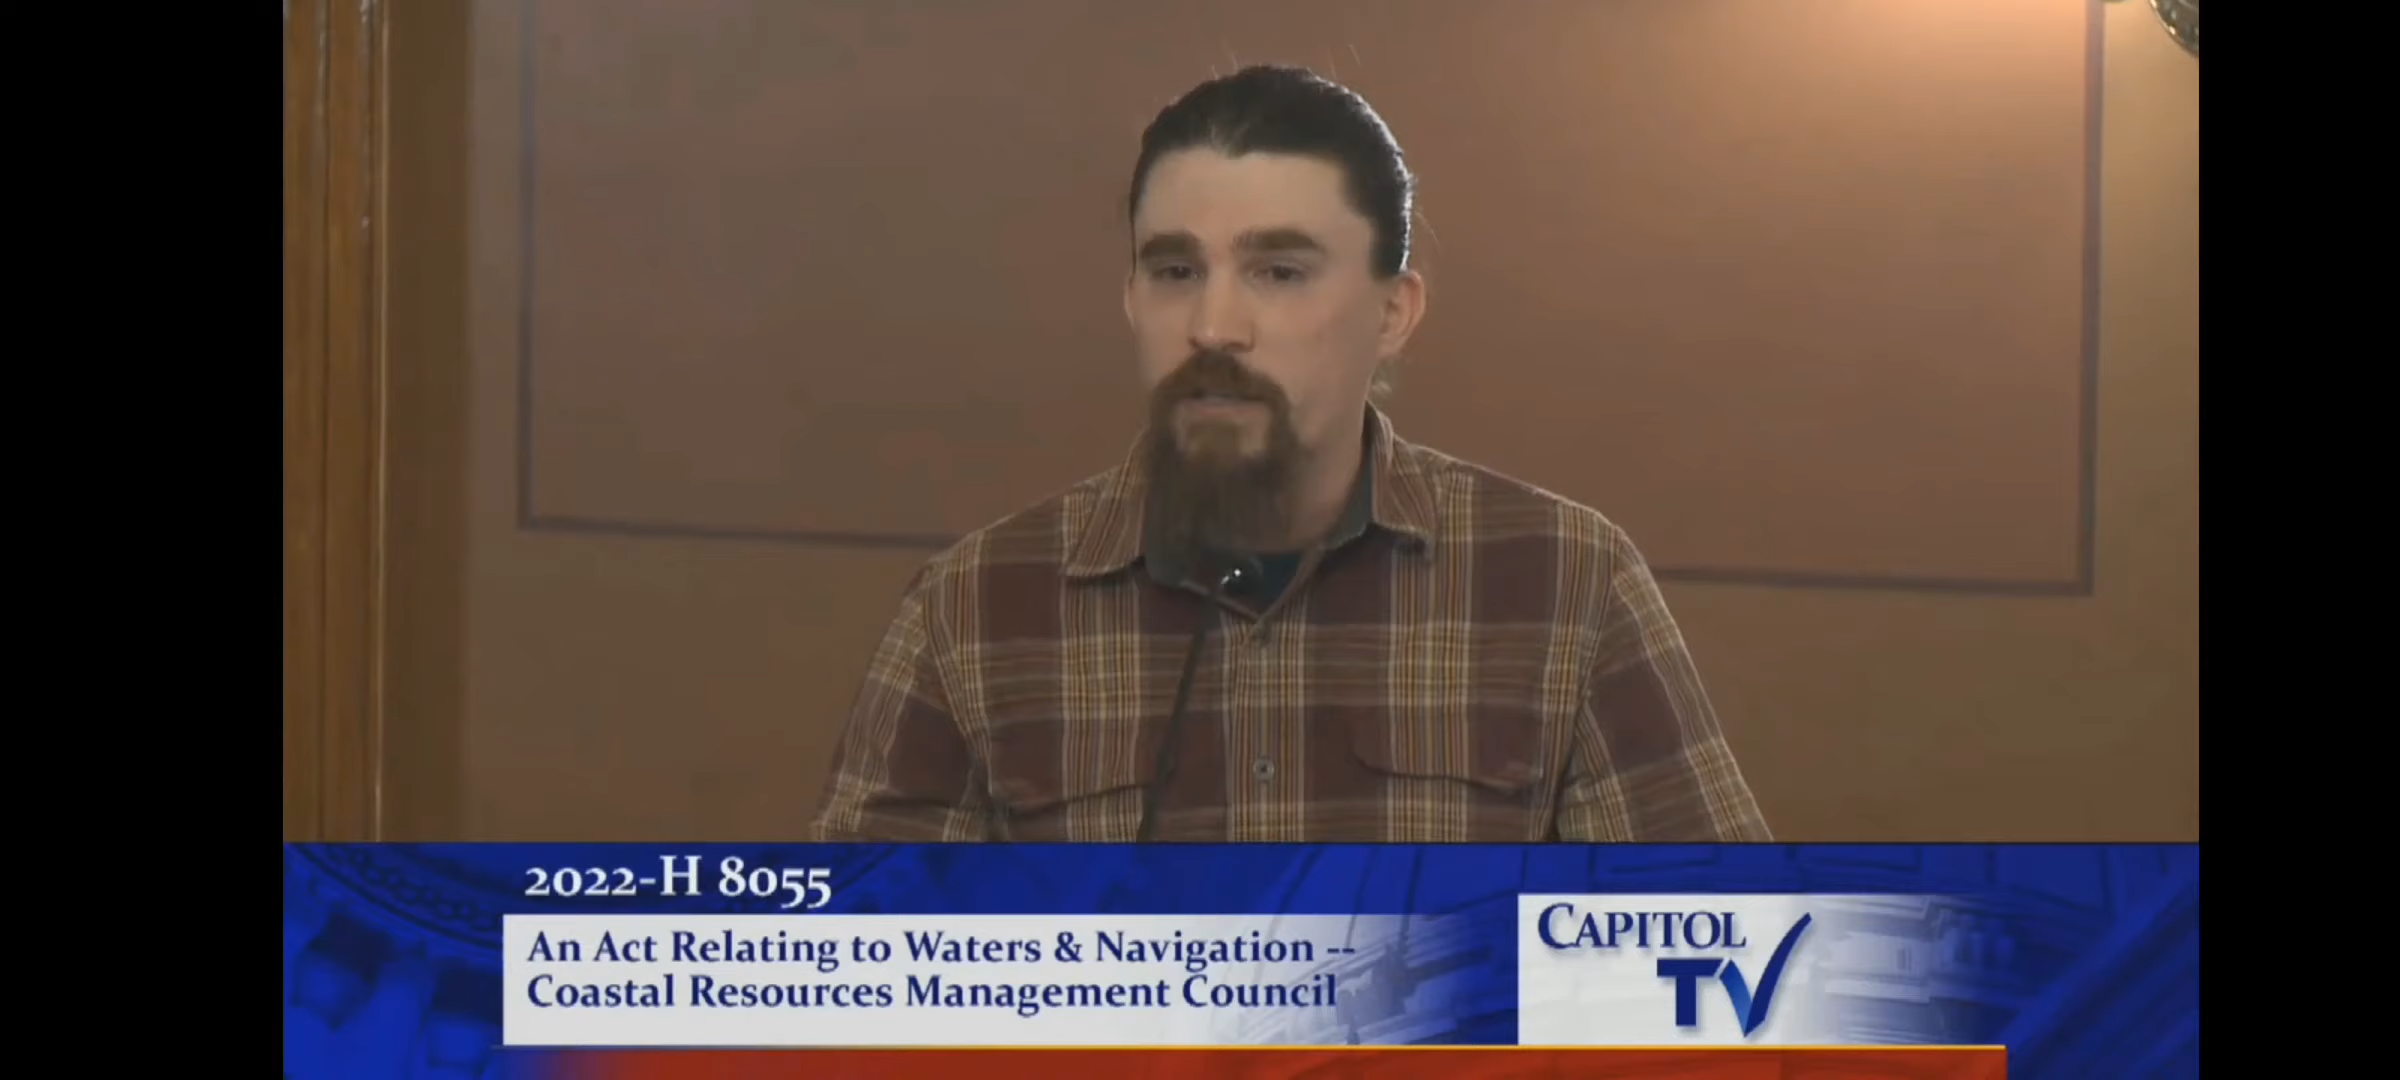 2022-H 8055
An Act Relating to Waters & Navigation --
Coastal Resources Management Council
CAPITOL
TV